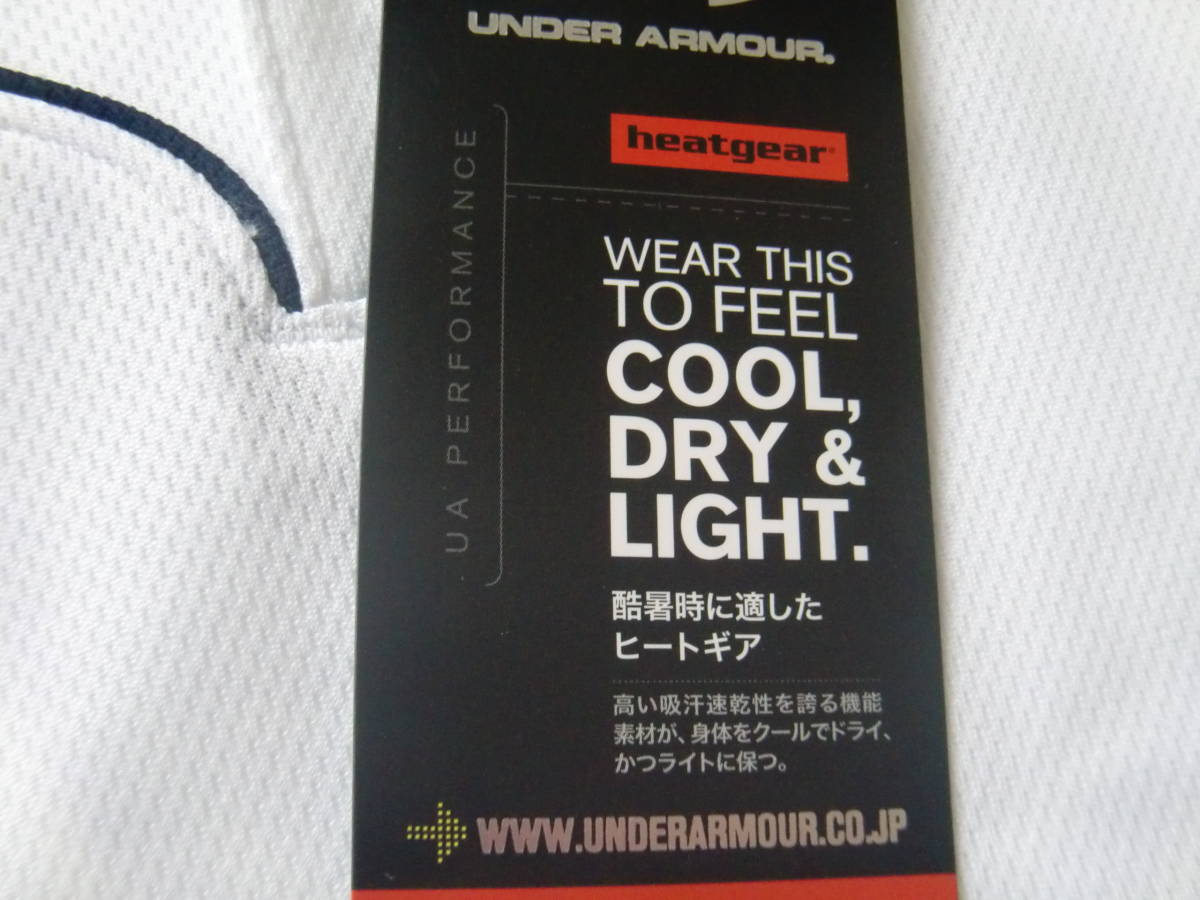 UNDER ARMOUR®
heatgear®
UA PERFORMANCE
WEAR THIS
TO FEEL
COOL,
DRY &
LIGHT.
酷暑時に適した
ヒートギア
高い吸汗速乾性を誇る機能
素材が、身体をクールでドライ、
かつライトに保つ。
WWW.UNDERARMOUR.CO.JP